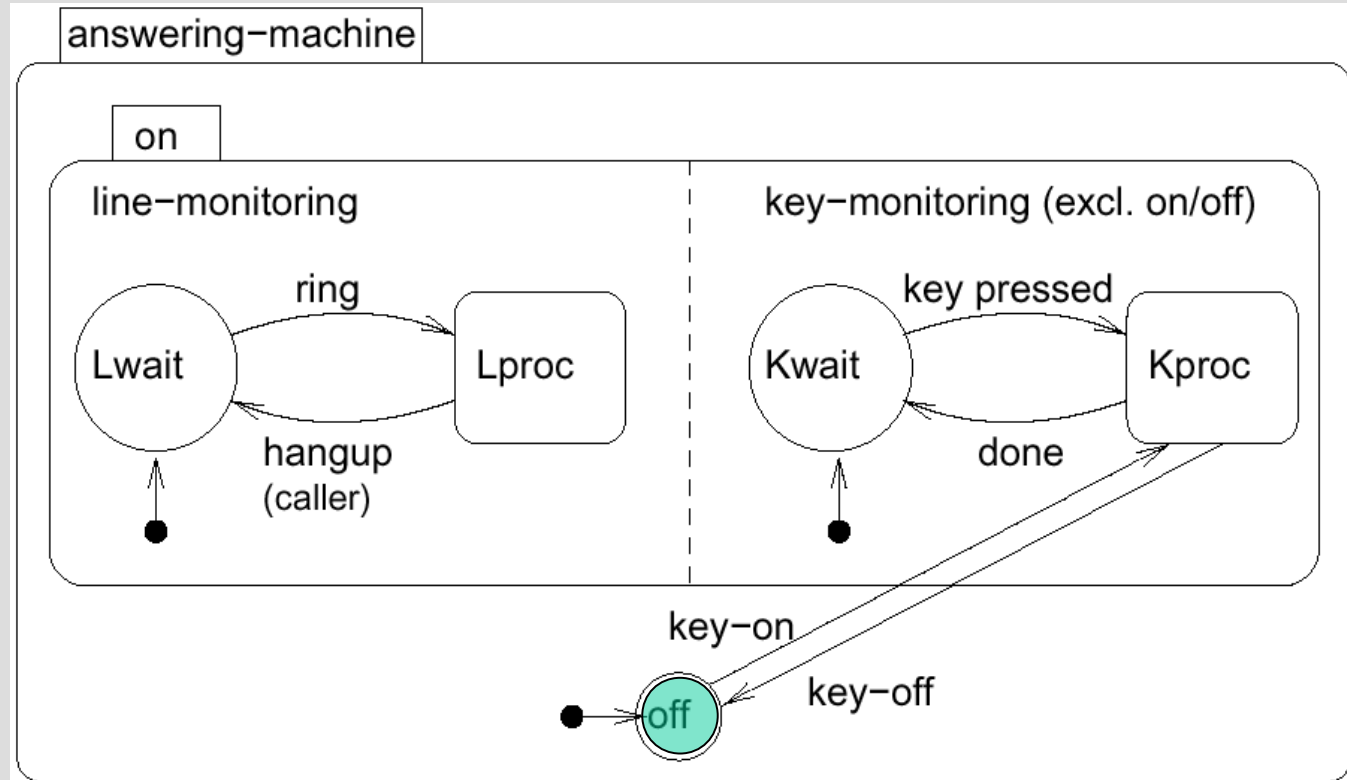 answering-machine
on
line-monitoring
key-monitoring (excl. on/off)
ring
key pressed
Lwait
Lproc
Kwait
Kproc
hangup
(caller)
done
key-on
key-off
off